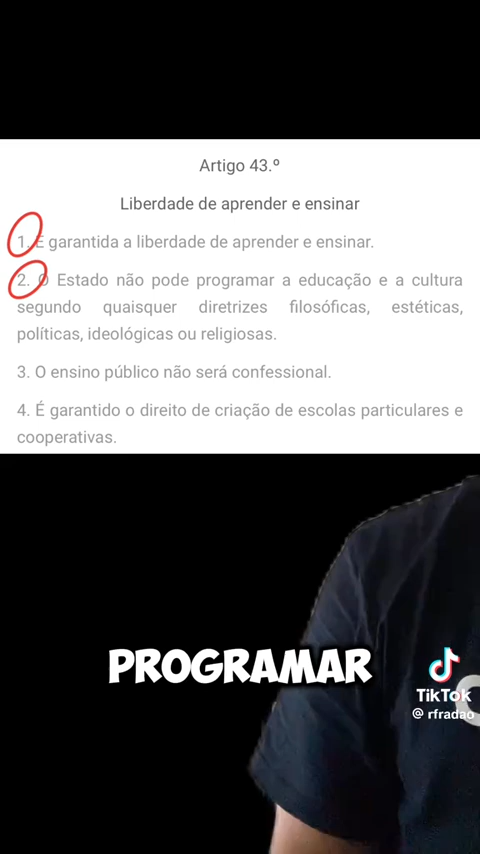 Artigo 43.º
Liberdade de aprender e ensinar
1. É garantida a liberdade de aprender e ensinar.
2. O Estado não pode programar a educação e a cultura
segundo quaisquer diretrizes filosóficas, estéticas,
políticas, ideológicas ou religiosas.
3. O ensino público não será confessional.
4. É garantido o direito de criação de escolas particulares e
cooperativas.
PROGRAMAR
TikTok
@ rfradao